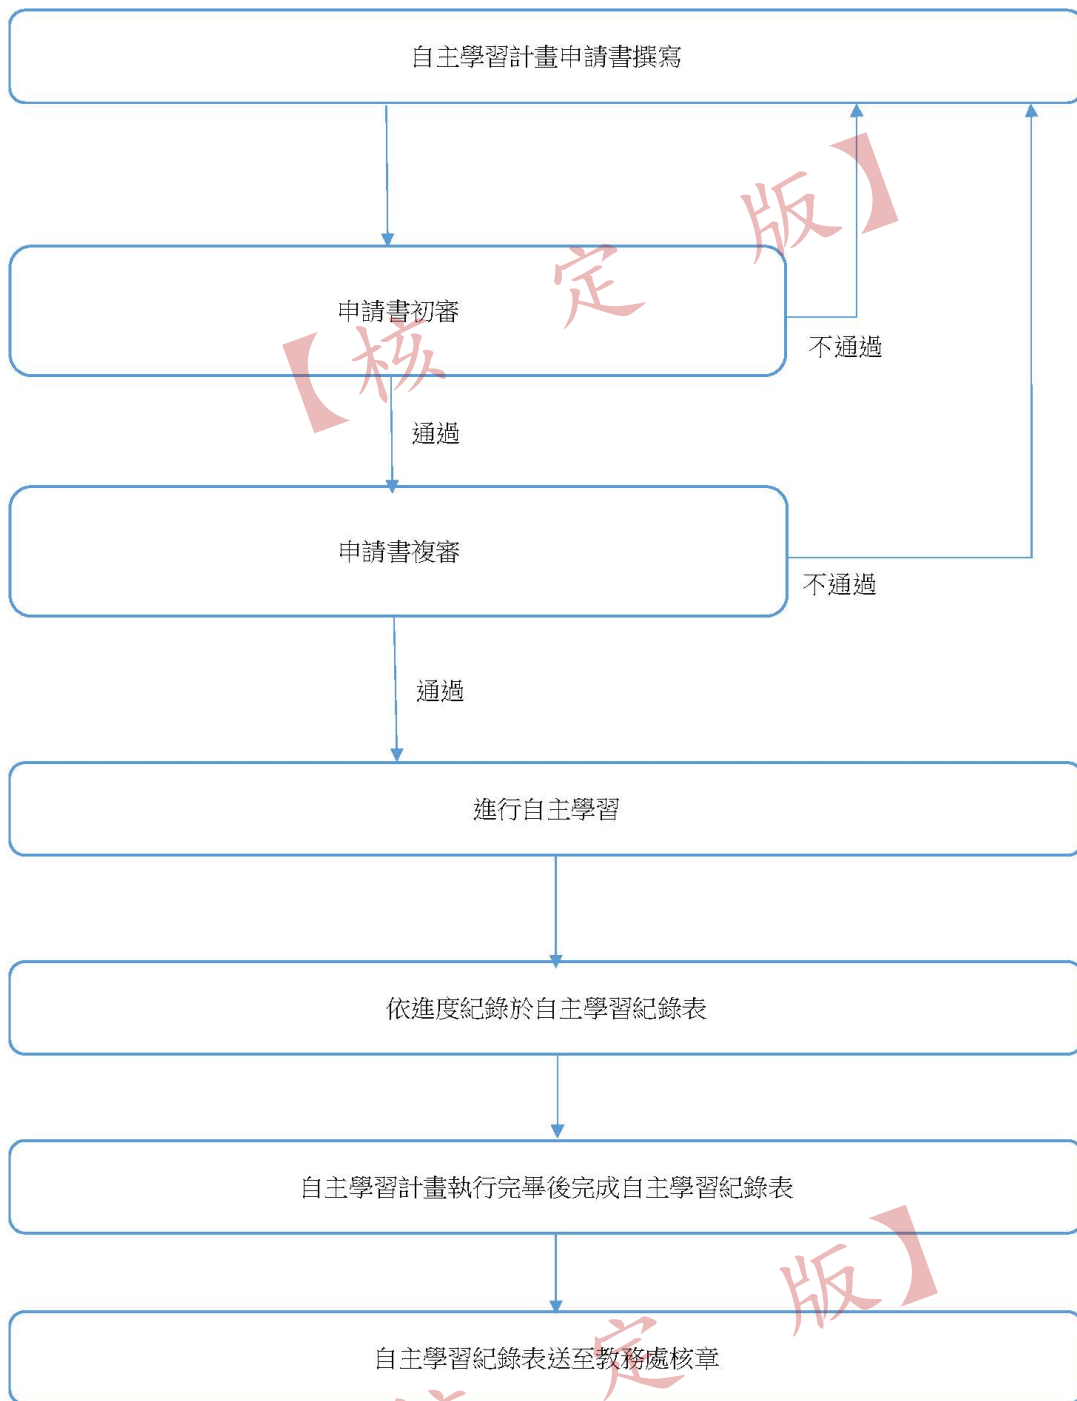 自主學習計畫申請書撰寫
申請書初審
不通過
通過
申請書複審
不通過
通過
進行自主學習
依進度紀錄於自主學習紀錄表
自主學習計畫執行完畢後完成自主學習紀錄表
自主學習紀錄表送至教務處核章
【核定版】
核定版】